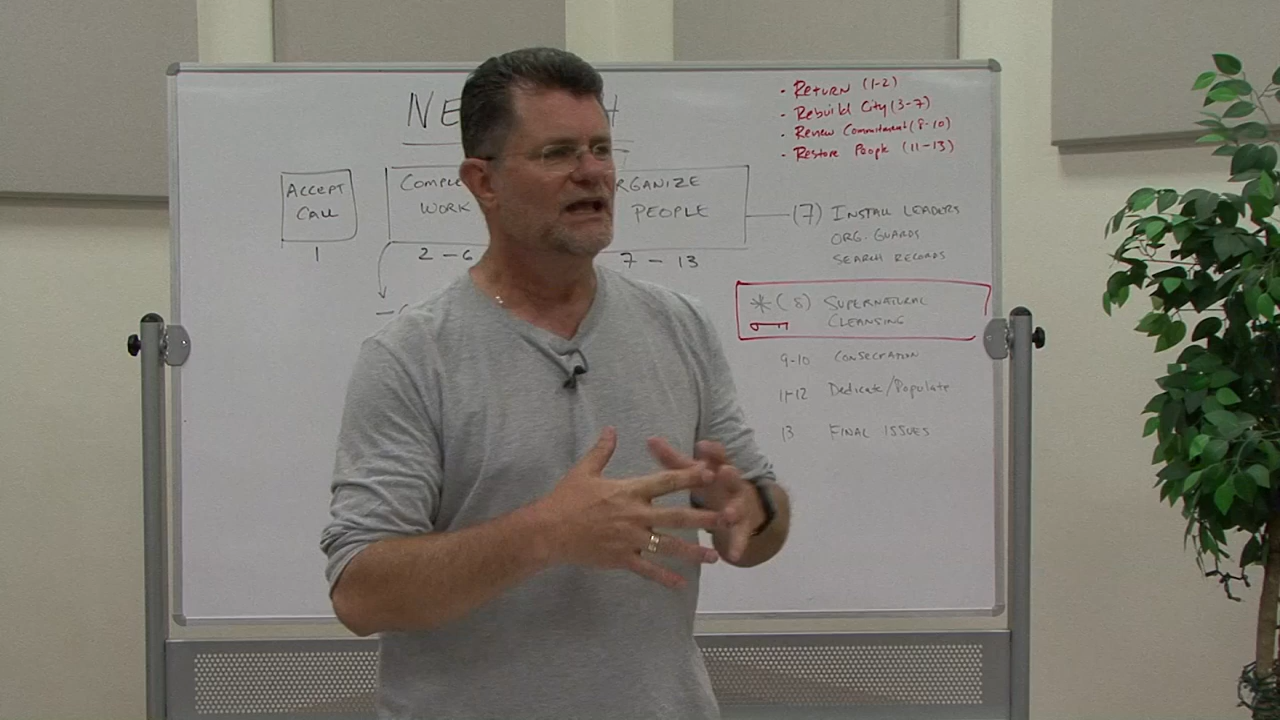 NE H
ACCEPT
CALL
1
COMPLE
WORK
2 - 6
RGANIZE
PEOPLE
7 - 13
• RETURN (1-2)
• Rebuild City (3-7)
• Renew Commitment (8-10)
• Restore People (11-13)
(7) INSTALL LEADERS
ORG. GUARDS
SEARCH RECORDS
* (8) SUPERNATURAL
CLEANSING
9-10 CONSECRATION
11-12 Dedicate/Populate
13 FINAL ISSUES